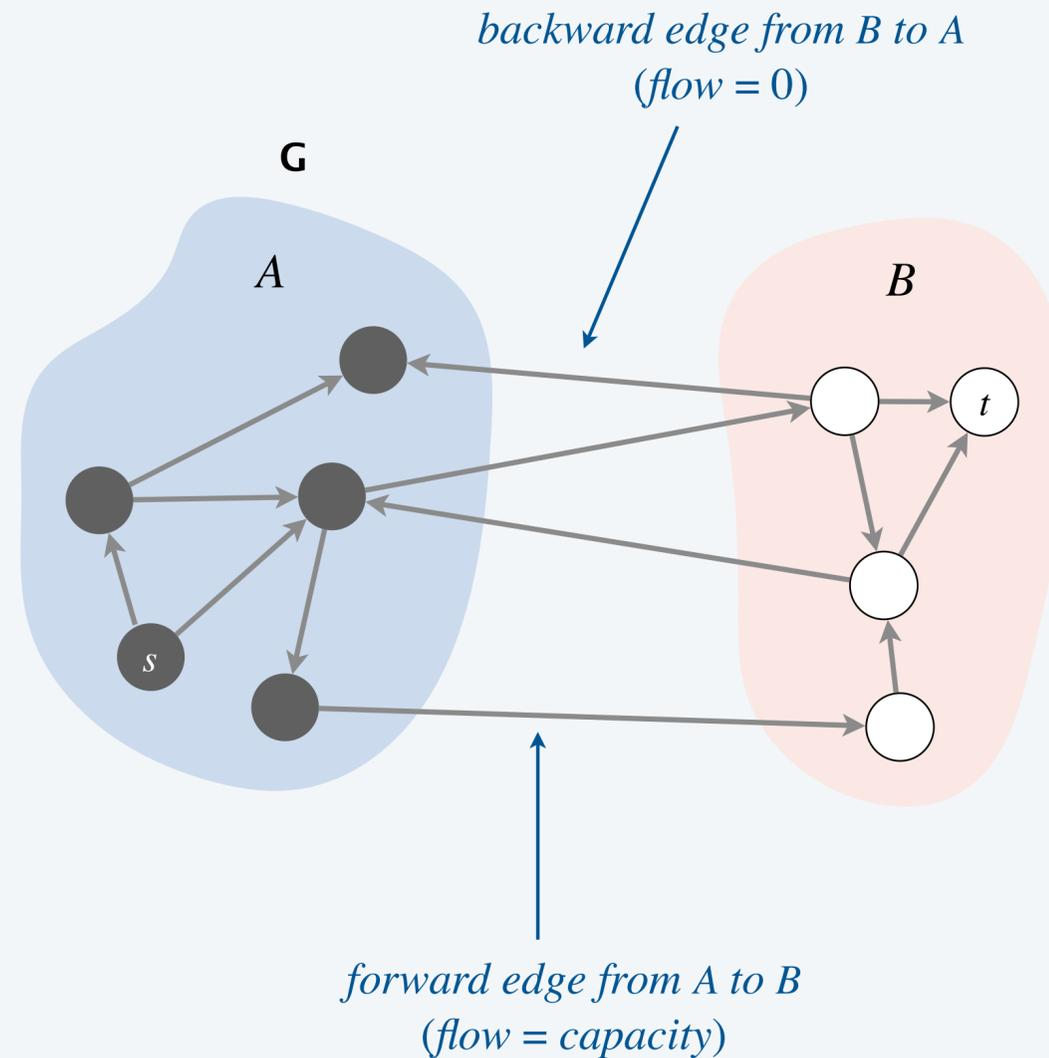 backward edge from B to A
(flow = 0)
G
A
B
t
s
forward edge from A to B
(flow = capacity)